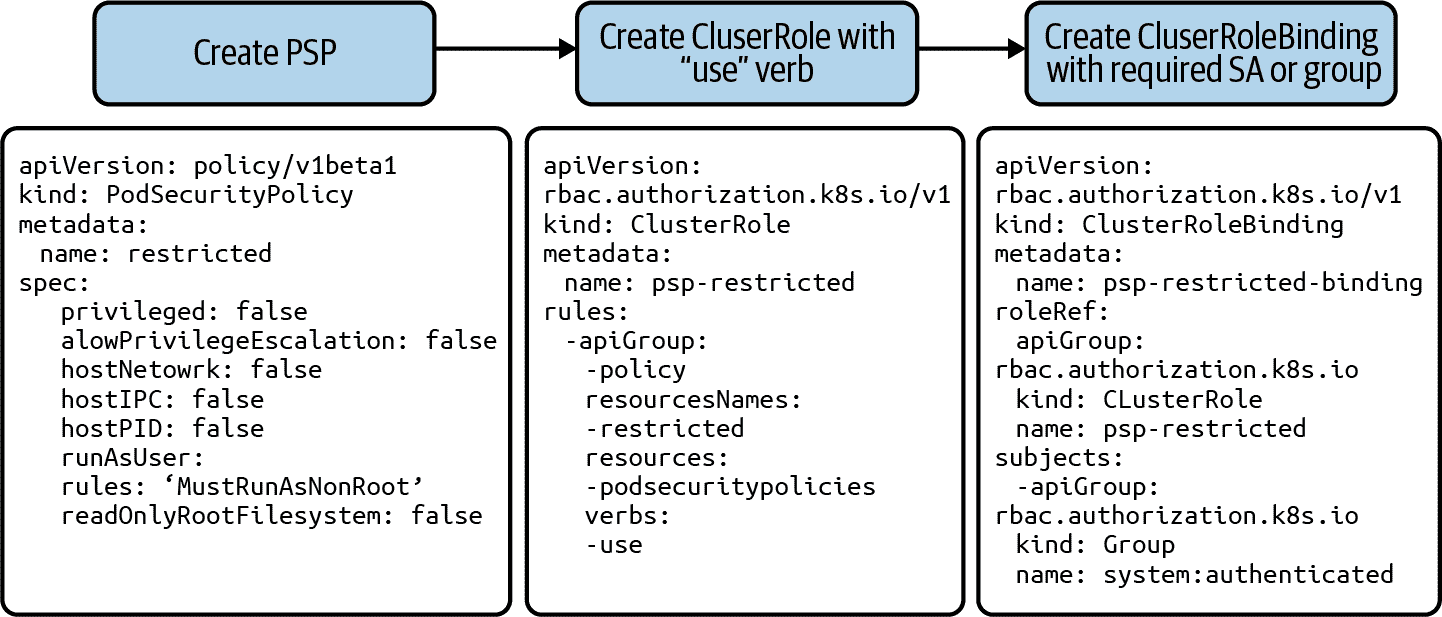 Create PSP
Create CluserRole with
“use” verb
Create CluserRoleBinding
with required SA or group
apiVersion: policy/v1beta1
kind: PodSecurityPolicy
metadata:
name: restricted
spec:
privileged: false
alowPrivilegeEscalation: false
hostNetowrk: false
hostIPC: false
hostPID: false
runAsUser:
rules: ‘MustRunAsNonRoot’
readOnlyRootFilesystem: false
apiVersion:
rbac.authorization.k8s.io/v1
kind: ClusterRole
metadata:
name: psp-restricted
rules:
-apiGroup:
-policy
resourcesNames:
-restricted
resources:
-podsecuritypolicies
verbs:
-use
apiVersion:
rbac.authorization.k8s.io/v1
kind: ClusterRoleBinding
metadata:
name: psp-restricted-binding
roleRef:
apiGroup:
rbac.authorization.k8s.io
kind: CLusterRole
name: psp-restricted
subjects:
-apiGroup:
rbac.authorization.k8s.io
kind: Group
name: system:authenticated